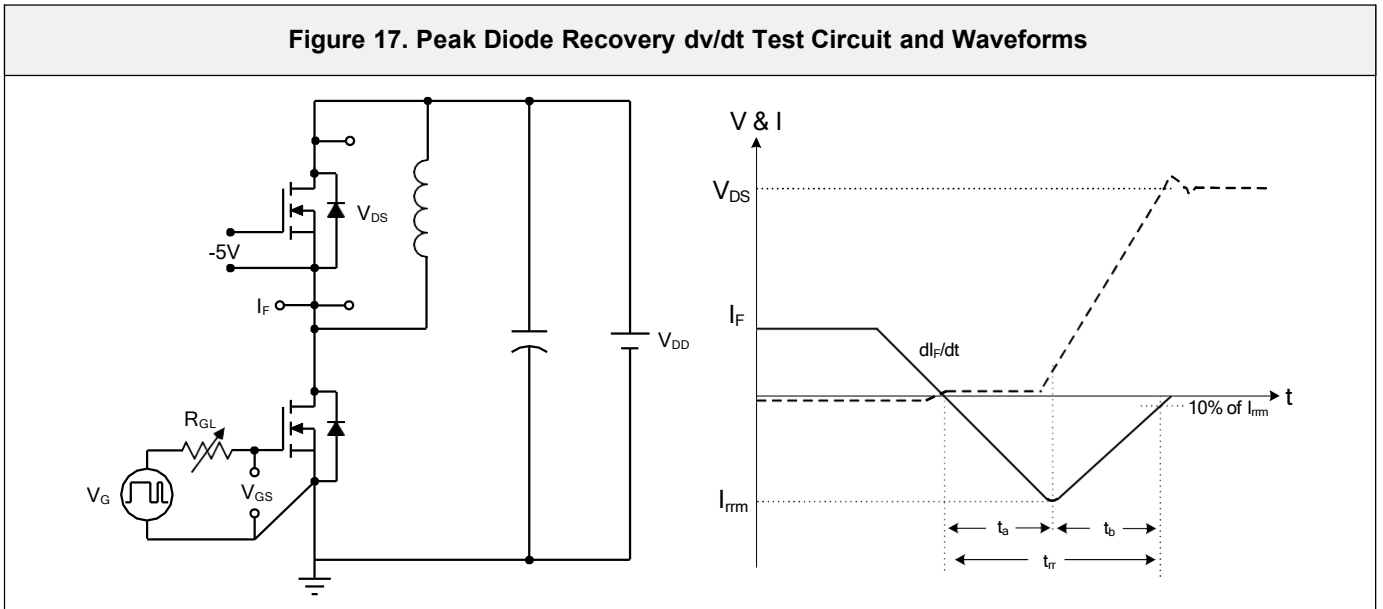 Figure 17. Peak Diode Recovery dv/dt Test Circuit and Waveforms
V_DS
-5V
I_F
V_DD
R_GL
V_G
V_GS
V & I
V_DS
I_F
dI_F/dt
t
10% of I_rrm
I_rrm
t_a
t_b
t_rr